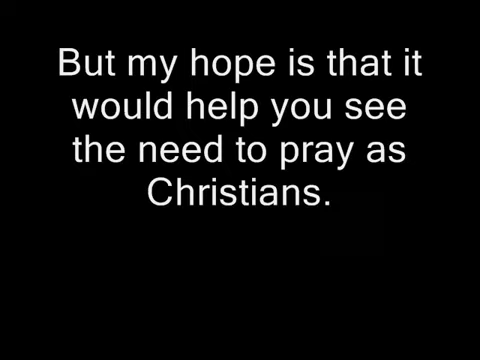 But my hope is that it
would help you see
the need to pray as
Christians.